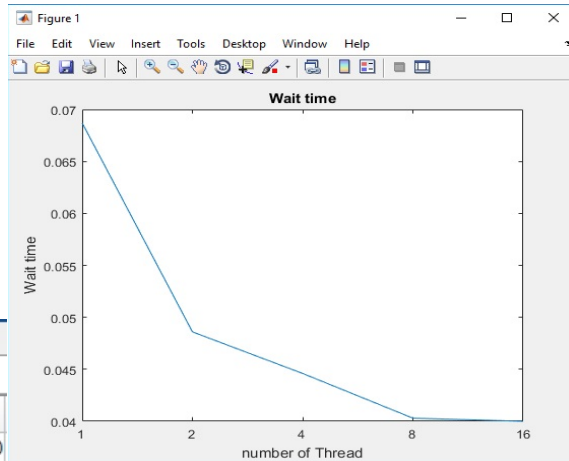 Figure 1
File Edit View Insert Tools Desktop Window Help
Wait time
0.07
0.065
0.06
0.055
0.05
0.045
0.04
Wait time
1 2 4 8 16
number of Thread
)